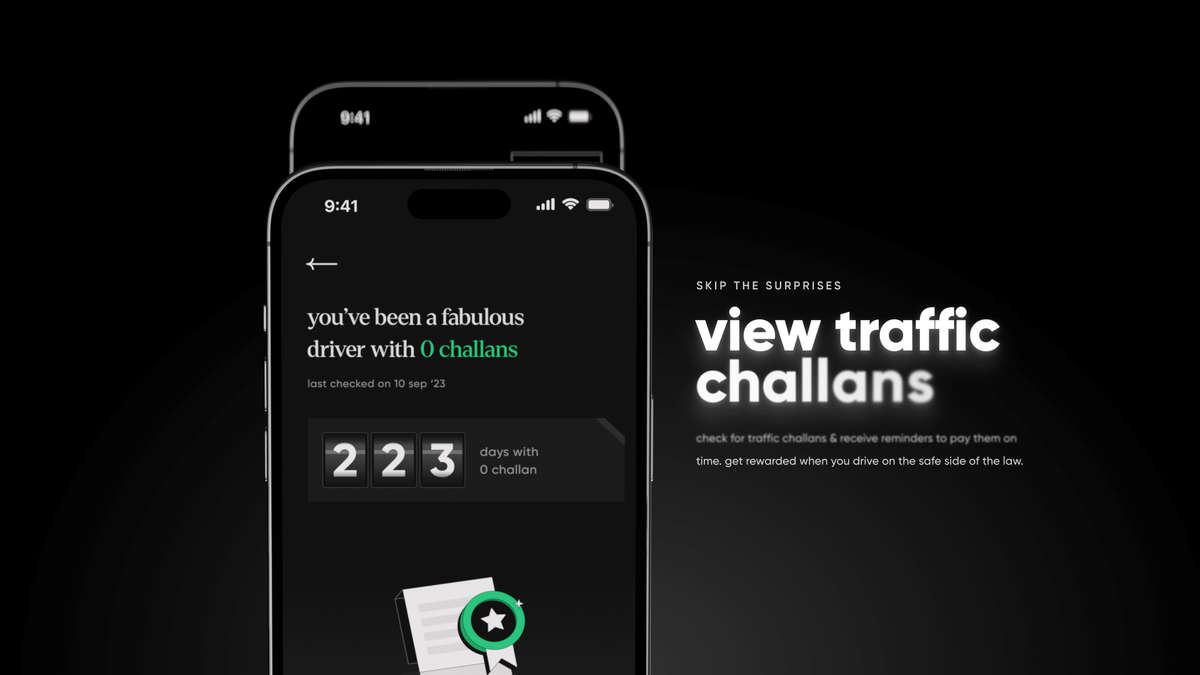 9:41
9:41
you’ve been a fabulous
driver with 0 challans
last checked on 10 sep ‘23
2 2 3
days with
0 challan
SKIP THE SURPRISES
view traffic
challans
check for traffic challans & receive reminders to pay them on
time. get rewarded when you drive on the safe side of the law.